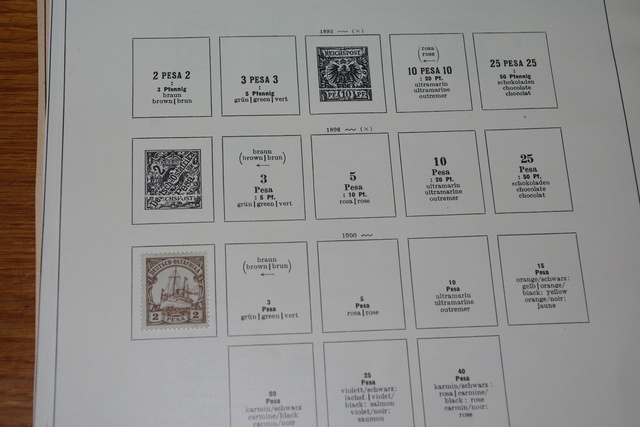 1893 (×)
2 PESA 2
:
3 Pfennig
braun
brown|brun
3 PESA 3
:
5 Pfennig
grün|green|vert
REICHSPOST
10
(rosa
rose)
←
10 PESA 10
: 20 Pf.
ultramarin
ultramarine
outremer
25 PESA 25
:
50 Pfennig
schokoladen
chocolate
chocolat
1896 (×)
braun
(brown|brun)
←
3
Pesa
: 5 Pf.
grün|green|vert
5
Pesa
: 10 Pf.
rosa|rose
10
Pesa
: 20 Pf.
ultramarin
ultramarine
outremer
25
Pesa
: 50 Pf.
schokoladen
chocolate
chocolat
1900
DEUTSCH-OSTAFRIKA
2 PESA 2
braun
(brown|brun)
←
3
Pesa
grün|green|vert
5
Pesa
rosa|rose
10
Pesa
ultramarin
ultramarine
outremer
15
Pesa
orange/schwarz:
gelb|orange/
black: yellow
orange/noir:
jaune
20
Pesa
karmin/schwarz
carmine/black
carmin/noir
25
Pesa
violett/schwarz:
lachsf.|violet/
black: salmon
violet/noir:
saumon
40
Pesa
karmin/schwarz:
rosa|carmine/
black: rose
carmin/noir:
rose